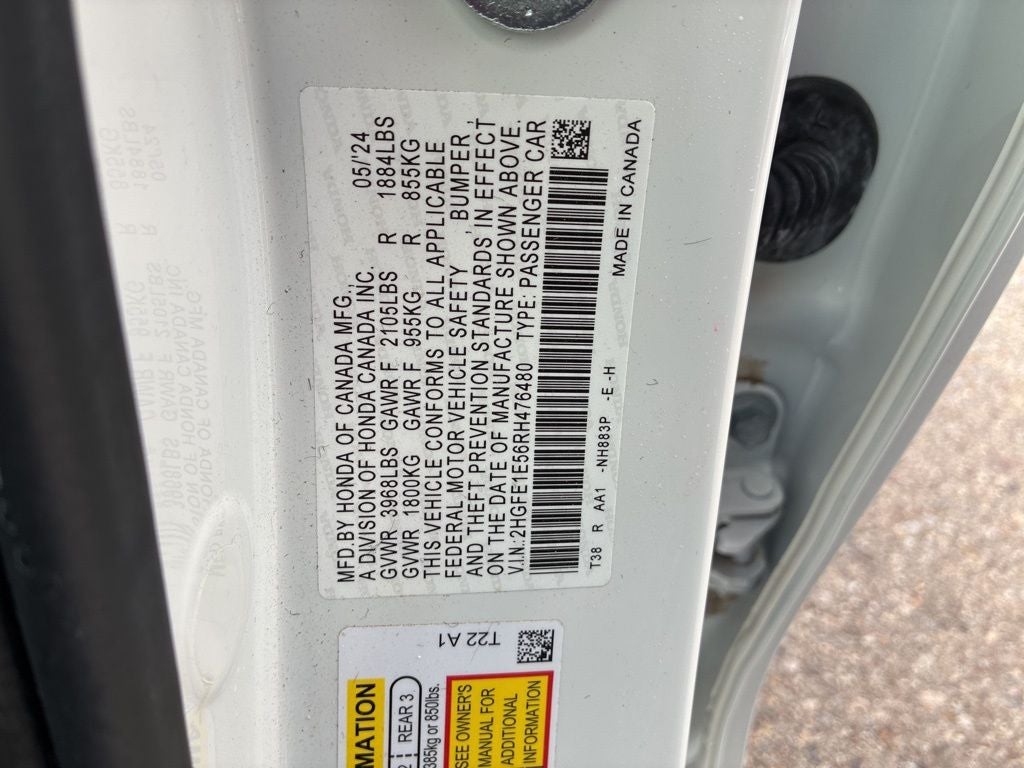 MFD.BY HONDA OF CANADA MFG., 05/'24
A DIVISION OF HONDA CANADA INC.
GVWR 3968LBS GAWR F 2105LBS R 1884LBS
GVWR 1800KG GAWR F 955KG R 855KG
THIS VEHICLE CONFORMS TO ALL APPLICABLE
FEDERAL MOTOR VEHICLE SAFETY, BUMPER,
AND THEFT PREVENTION STANDARDS IN EFFECT
ON THE DATE OF MANUFACTURE SHOWN ABOVE.
V.I.N.:2HGFE1E56RH476480 TYPE: PASSENGER CAR
T38 R AA1 -NH883P -E-H
MADE IN CANADA
T22 A1
MATION
2 REAR 3
385kg or 850lbs.
SEE OWNER'S
MANUAL FOR
ADDITIONAL
INFORMATION